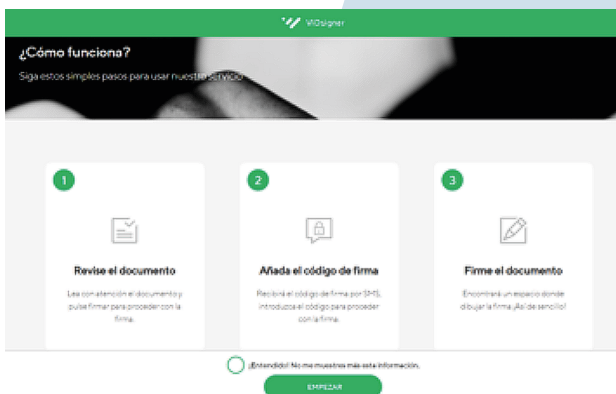 VIDsigner
¿Cómo funciona?
Siga estos simples pasos para usar nuestro servicio
1
2
3
Revise el documento
Añada el código de firma
Firme el documento
Lea con atención el documento y
pulse firmar para proceder con la
firma.
Recibirá el código de firma por SMS,
introduzca el código para proceder
con la firma.
Encontrará un espacio donde
dibujar la firma. ¡Así de sencillo!
¡Entendido! No me muestres más esta información.
EMPEZAR